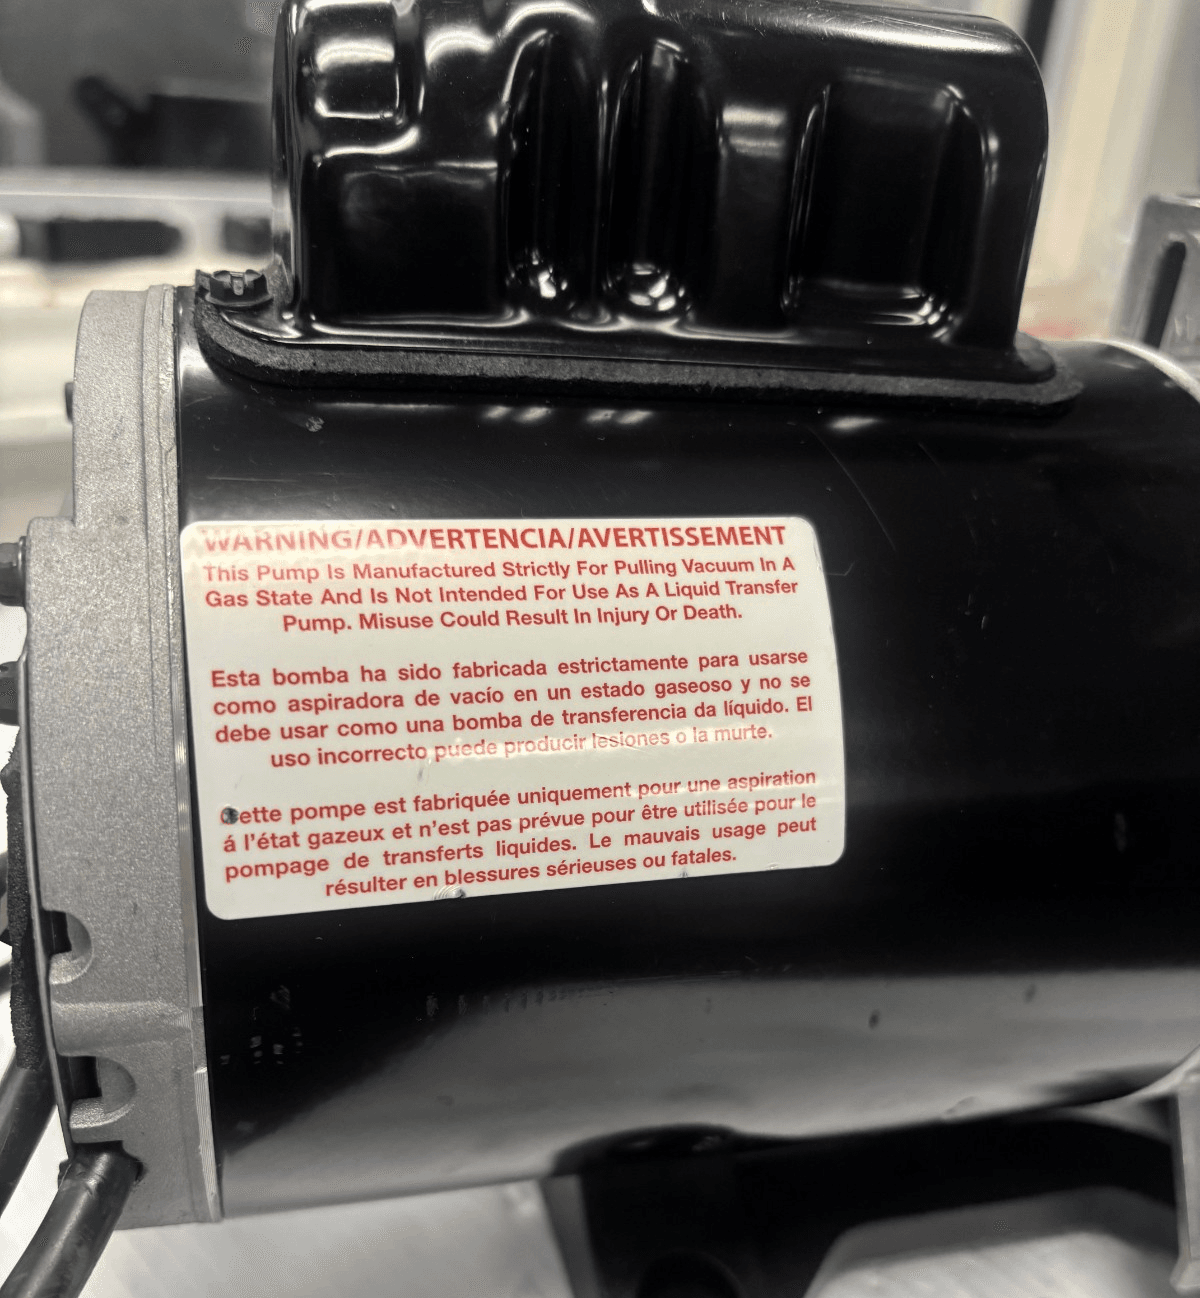 WARNING/ADVERTENCIA/AVERTISSEMENT
This Pump Is Manufactured Strictly For Pulling Vacuum In A
Gas State And Is Not Intended For Use As A Liquid Transfer
Pump. Misuse Could Result In Injury Or Death.
Esta bomba ha sido fabricada estrictamente para usarse
como aspiradora de vacío en un estado gaseoso y no se
debe usar como una bomba de transferencia da líquido. El
uso incorrecto puede producir lesiones o la murte.
Cette pompe est fabriquée uniquement pour une aspiration
á l'état gazeux et n'est pas prévue pour être utilisée pour le
pompage de transferts liquides. Le mauvais usage peut
résulter en blessures sérieuses ou fatales.